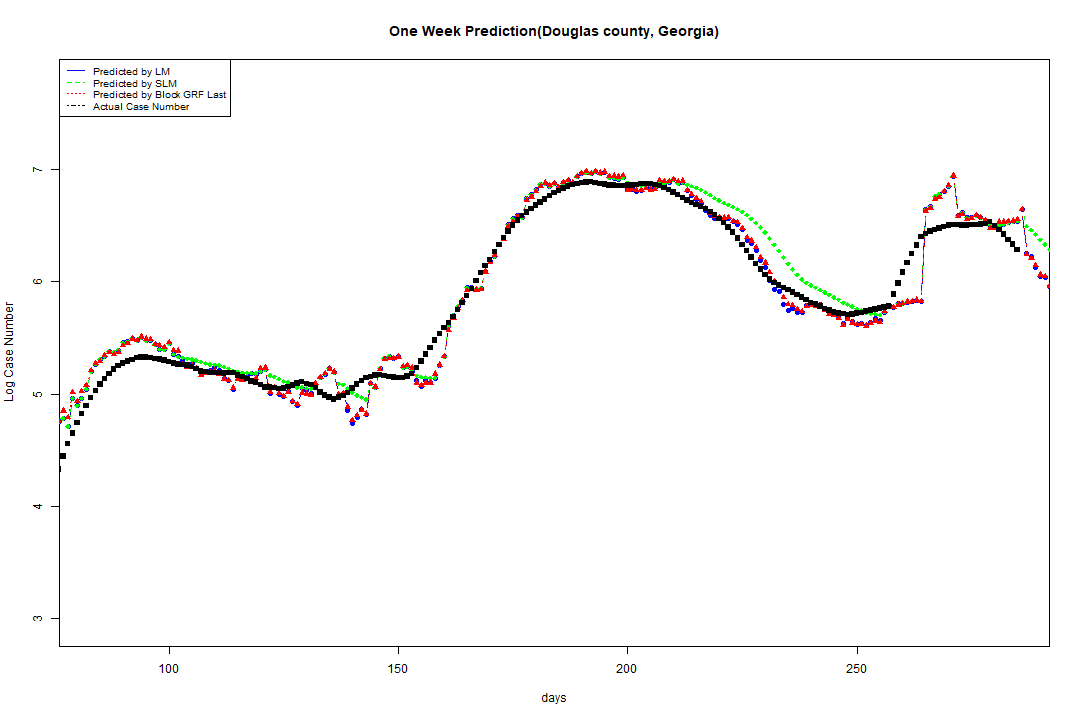 One Week Prediction(Douglas county, Georgia)
Predicted by LM
Predicted by SLM
Predicted by Block GRF Last
Actual Case Number
7
6
5
4
3
Log Case Number
100 150 200 250
days